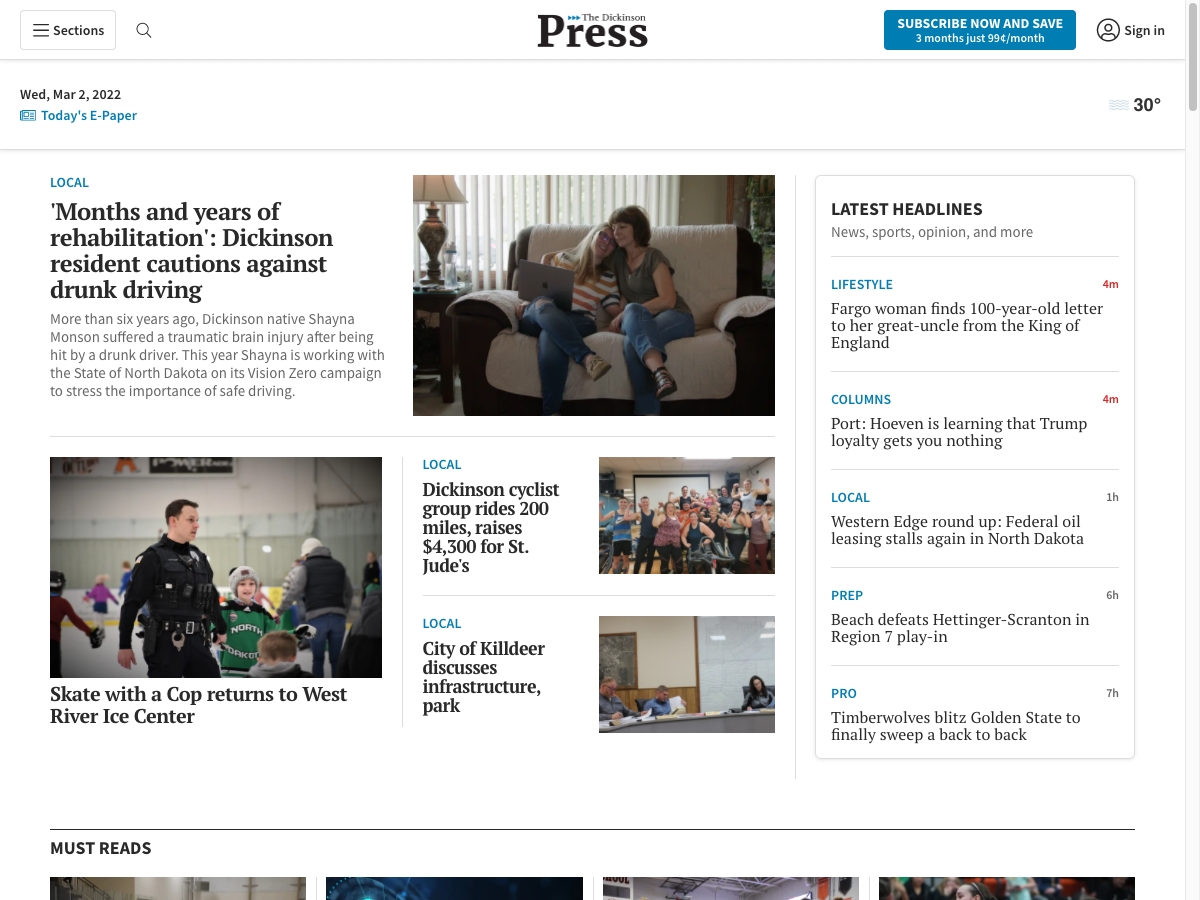 Sections
The Dickinson
Press
SUBSCRIBE NOW AND SAVE
3 months just 99¢/month
Sign in
Wed, Mar 2, 2022
Today's E-Paper
30°
LOCAL
'Months and years of
rehabilitation': Dickinson
resident cautions against
drunk driving
More than six years ago, Dickinson native Shayna
Monson suffered a traumatic brain injury after being
hit by a drunk driver. This year Shayna is working with
the State of North Dakota on its Vision Zero campaign
to stress the importance of safe driving.
NORTH
Skate with a Cop returns to West
River Ice Center
LOCAL
Dickinson cyclist
group rides 200
miles, raises
$4,300 for St.
Jude's
LOCAL
City of Killdeer
discusses
infrastructure,
park
LATEST HEADLINES
News, sports, opinion, and more
LIFESTYLE
4m
Fargo woman finds 100-year-old letter
to her great-uncle from the King of
England
COLUMNS
4m
Port: Hoeven is learning that Trump
loyalty gets you nothing
LOCAL
1h
Western Edge round up: Federal oil
leasing stalls again in North Dakota
PREP
6h
Beach defeats Hettinger-Scranton in
Region 7 play-in
PRO
7h
Timberwolves blitz Golden State to
finally sweep a back to back
MUST READS